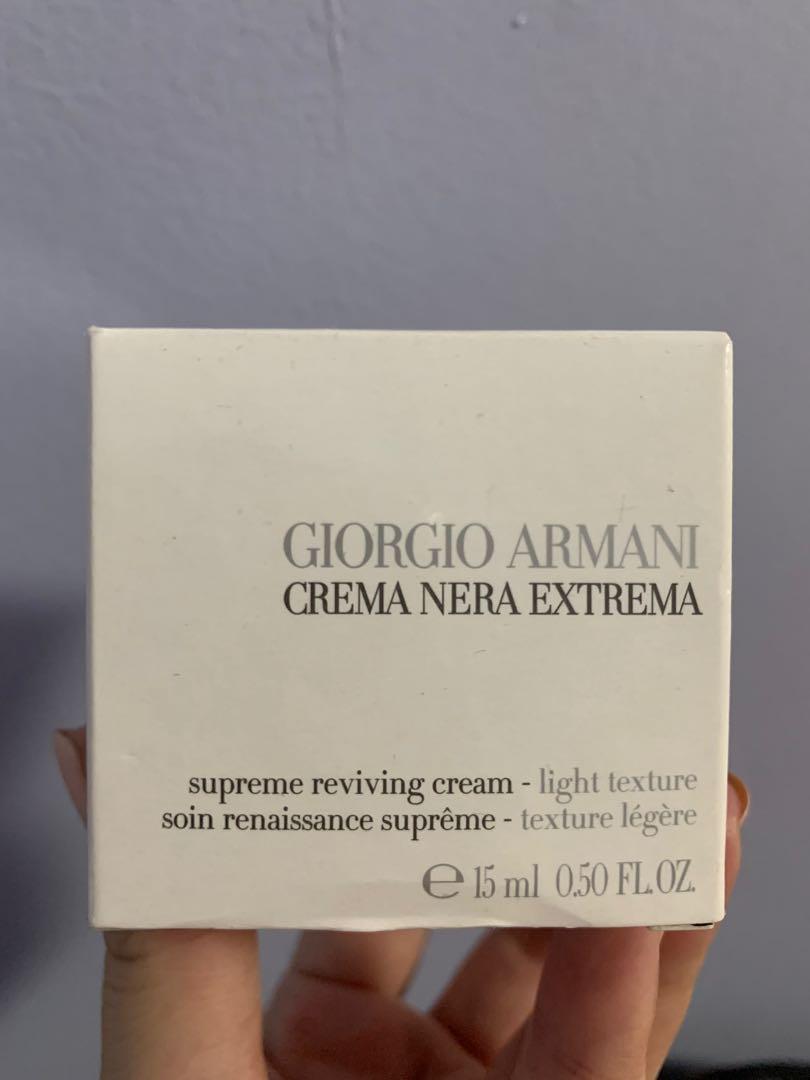 GIORGIO ARMANI
CREMA NERA EXTREMA
supreme reviving cream - light texture
soin renaissance suprême - texture légère
℮ 15 ml 0.50 FL.OZ.